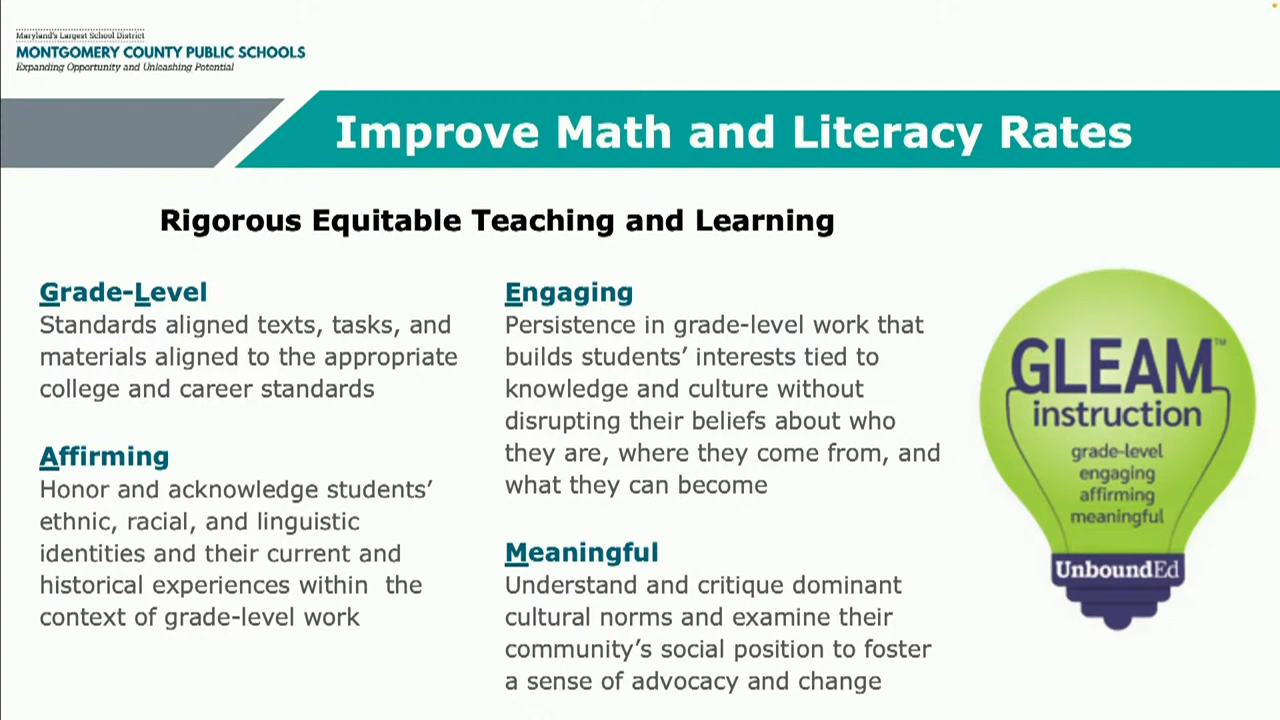 Maryland's Largest School District
MONTGOMERY COUNTY PUBLIC SCHOOLS
Expanding Opportunity and Unleashing Potential
Improve Math and Literacy Rates
Rigorous Equitable Teaching and Learning
Grade-Level
Standards aligned texts, tasks, and
materials aligned to the appropriate
college and career standards
Affirming
Honor and acknowledge students’
ethnic, racial, and linguistic
identities and their current and
historical experiences within  the
context of grade-level work
Engaging
Persistence in grade-level work that
builds students’ interests tied to
knowledge and culture without
disrupting their beliefs about who
they are, where they come from, and
what they can become
Meaningful
Understand and critique dominant
cultural norms and examine their
community’s social position to foster
a sense of advocacy and change
GLEAM™
instruction
grade-level
engaging
affirming
meaningful
UnboundEd